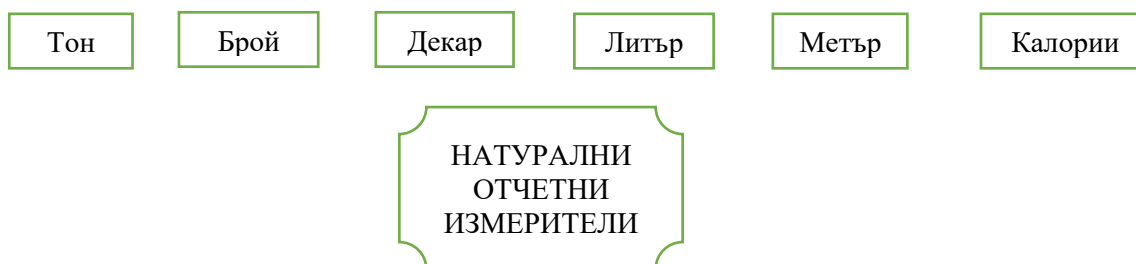 Тон Брой Декар Литър Метър Калории
НАТУРАЛНИ
ОТЧЕТНИ
ИЗМЕРИТЕЛИ